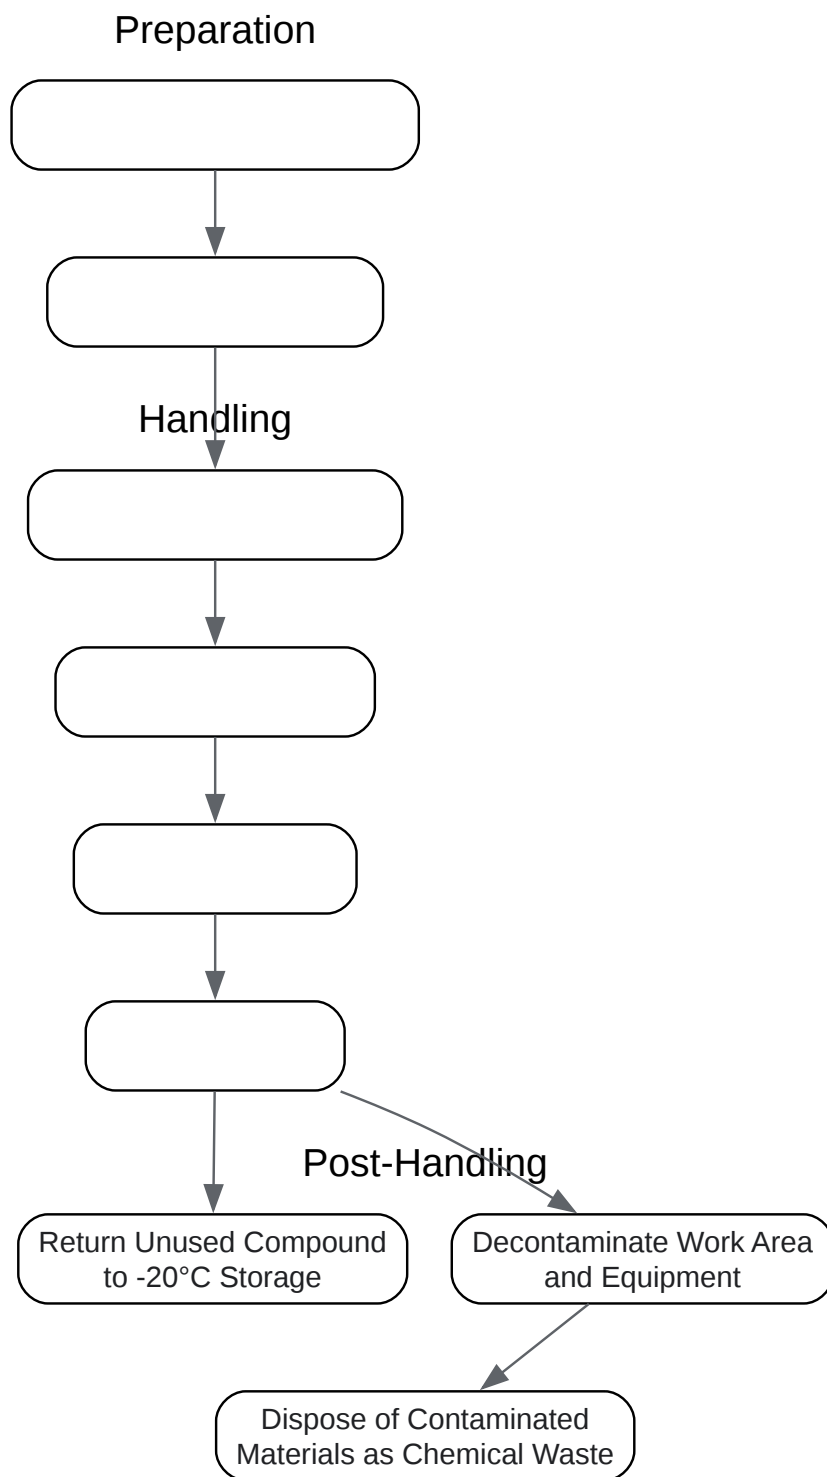 Preparation
Handling
Post-Handling
Return Unused Compound
to -20°C Storage
Decontaminate Work Area
and Equipment
Dispose of Contaminated
Materials as Chemical Waste